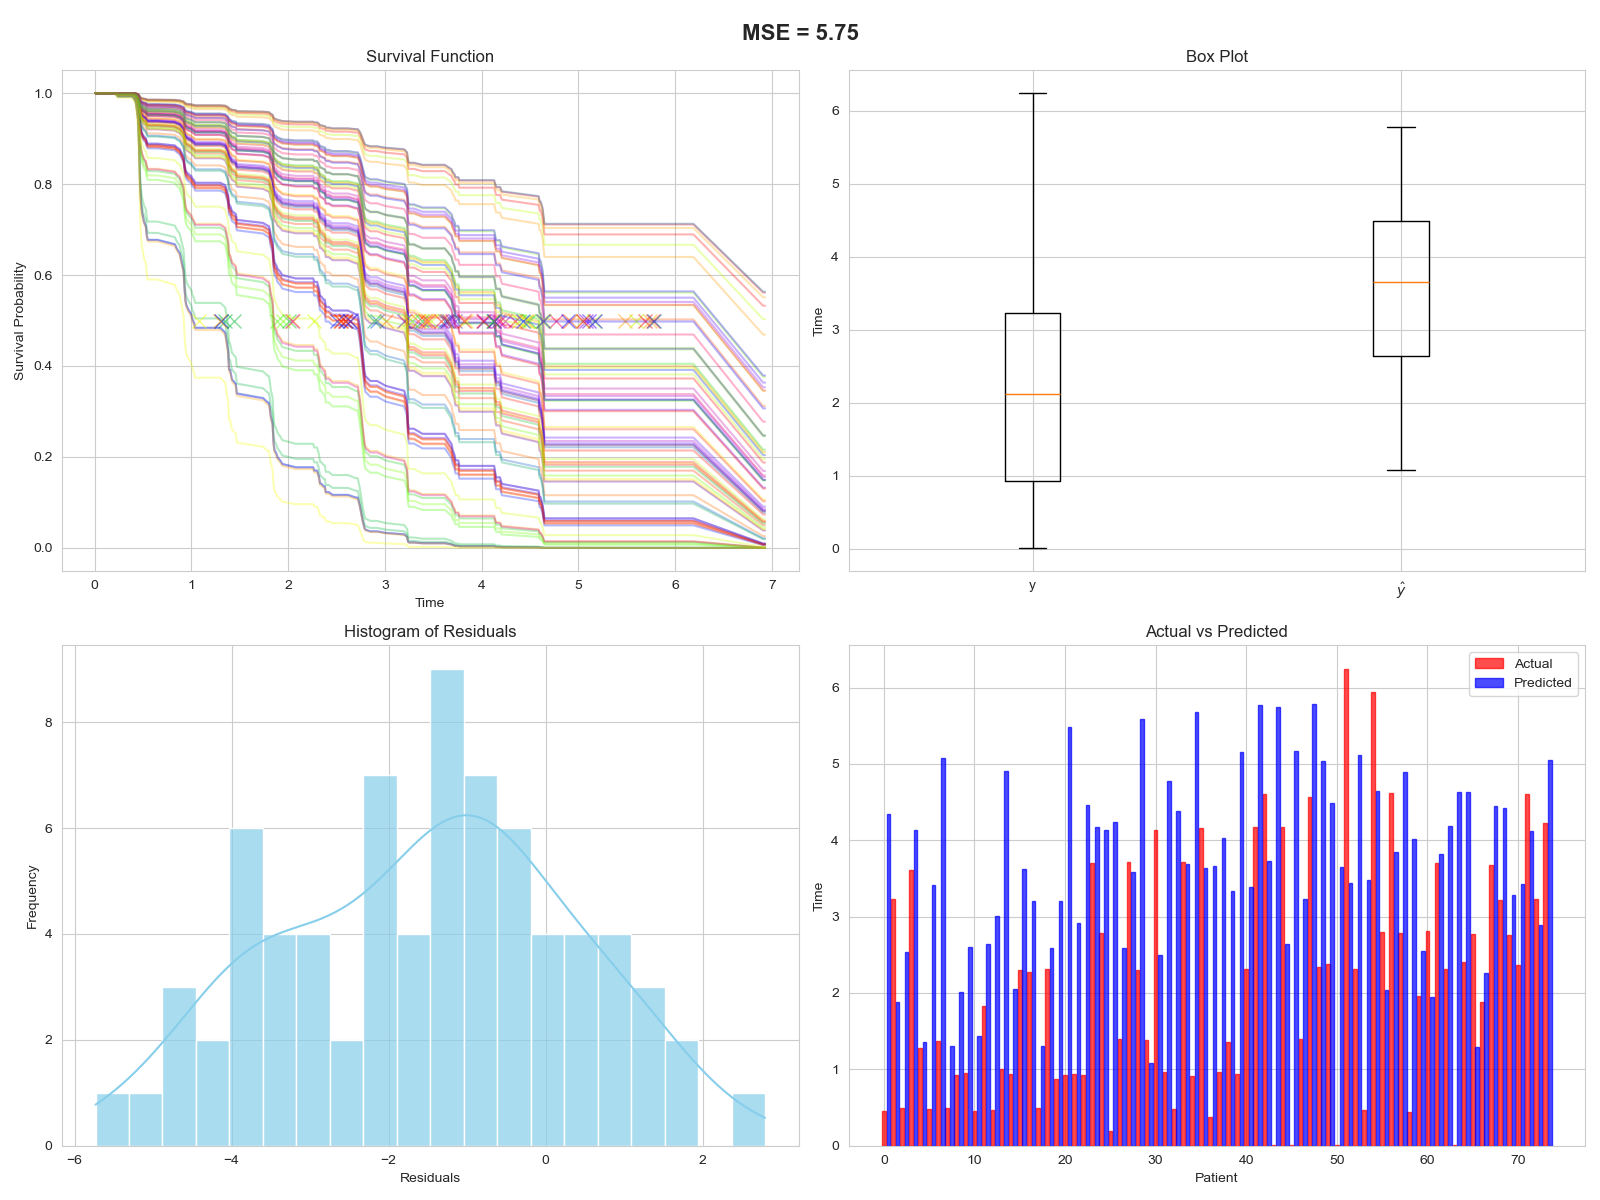 MSE = 5.75
Survival Function
Survival Probability
1.0
0.8
0.6
0.4
0.2
0.0
0 1 2 3 4 5 6 7
Time
Box Plot
Time
6
5
4
3
2
1
0
y ŷ
Histogram of Residuals
Frequency
8
6
4
2
0
−6 −4 −2 0 2
Residuals
Actual vs Predicted
Actual
Predicted
Time
6
5
4
3
2
1
0
0 10 20 30 40 50 60 70
Patient